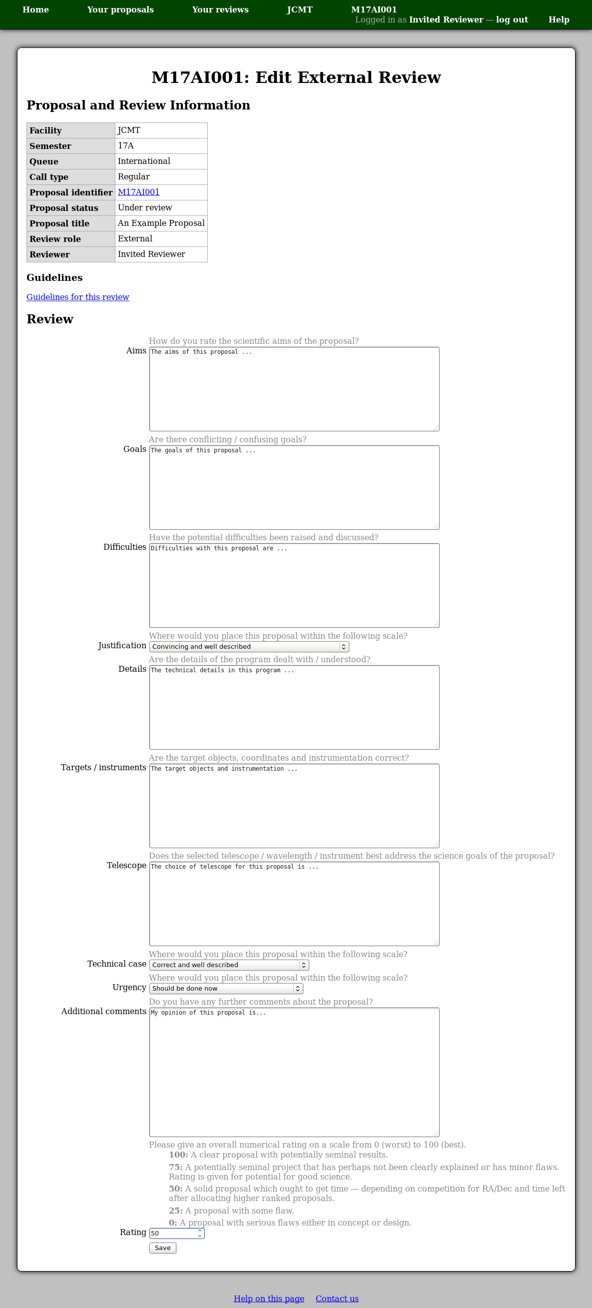 Home Your proposals Your reviews JCMT M17AI001
Logged in as Invited Reviewer — log out Help
M17AI001: Edit External Review
Proposal and Review Information
Facility JCMT
Semester 17A
Queue International
Call type Regular
Proposal identifier M17AI001
Proposal status Under review
Proposal title An Example Proposal
Review role External
Reviewer Invited Reviewer
Guidelines
Guidelines for this review
Review
How do you rate the scientific aims of the proposal?
Aims The aims of this proposal ...
Are there conflicting / confusing goals?
Goals The goals of this proposal ...
Have the potential difficulties been raised and discussed?
Difficulties Difficulties with this proposal are ...
Where would you place this proposal within the following scale?
Justification Convincing and well described
Are the details of the program dealt with / understood?
Details The technical details in this program ...
Are the target objects, coordinates and instrumentation correct?
Targets / instruments The target objects and instrumentation ...
Does the selected telescope / wavelength / instrument best address the science goals of the proposal?
Telescope The choice of telescope for this proposal is ...
Where would you place this proposal within the following scale?
Technical case Correct and well described
Where would you place this proposal within the following scale?
Urgency Should be done now
Do you have any further comments about the proposal?
Additional comments My opinion of this proposal is...
Please give an overall numerical rating on a scale from 0 (worst) to 100 (best).
100: A clear proposal with potentially seminal results.
75: A potentially seminal project that has perhaps not been clearly explained or has minor flaws.
Rating is given for potential for good science.
50: A solid proposal which ought to get time — depending on competition for RA/Dec and time left
after allocating higher ranked proposals.
25: A proposal with some flaw.
0: A proposal with serious flaws either in concept or design.
Rating 50
Save
Help on this page Contact us